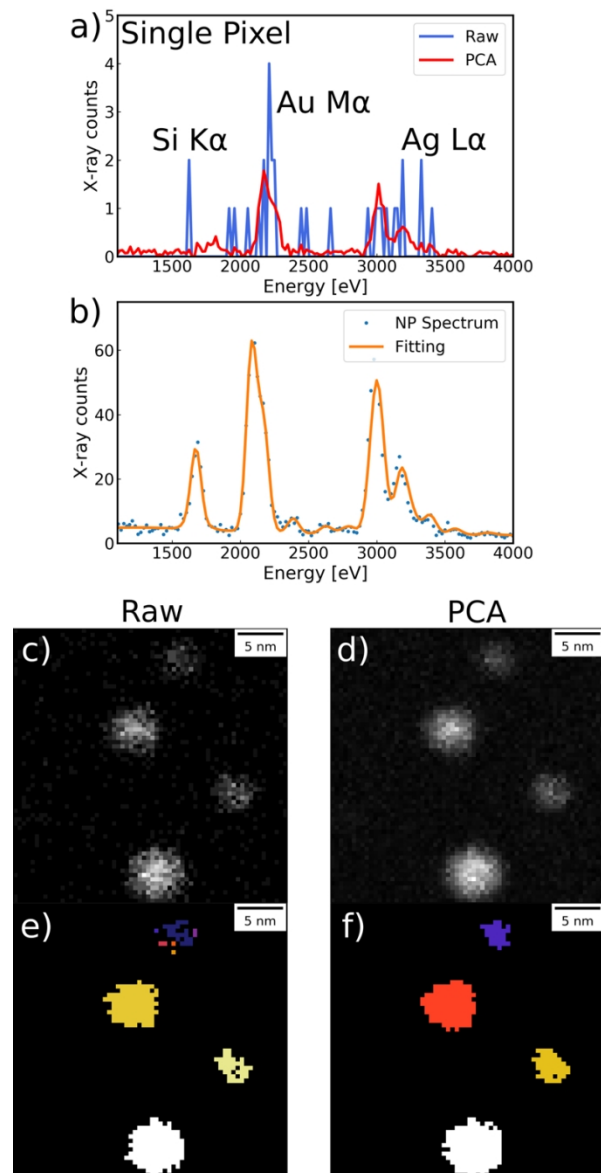 a) Single Pixel
Raw
PCA
Si Kα
Au Mα
Ag Lα
X-ray counts
5
4
3
2
1
0
1500 2000 2500 3000 3500 4000
Energy [eV]
b)
NP Spectrum
Fitting
X-ray counts
60
40
20
0
1500 2000 2500 3000 3500 4000
Energy [eV]
Raw PCA
c) 5 nm
d) 5 nm
e) 5 nm
f) 5 nm